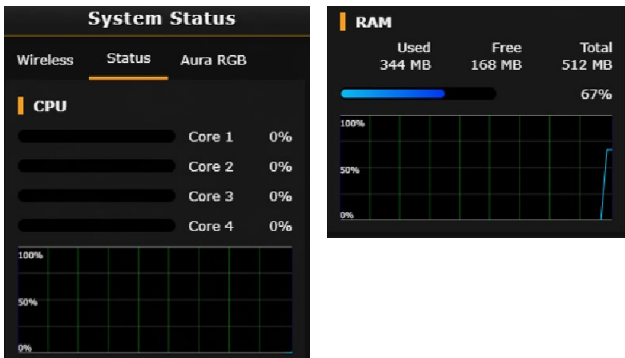 System Status
Wireless Status Aura RGB
CPU
Core 1 0%
Core 2 0%
Core 3 0%
Core 4 0%
100%
50%
0%
RAM
Used Free Total
344 MB 168 MB 512 MB
67%
100%
50%
0%